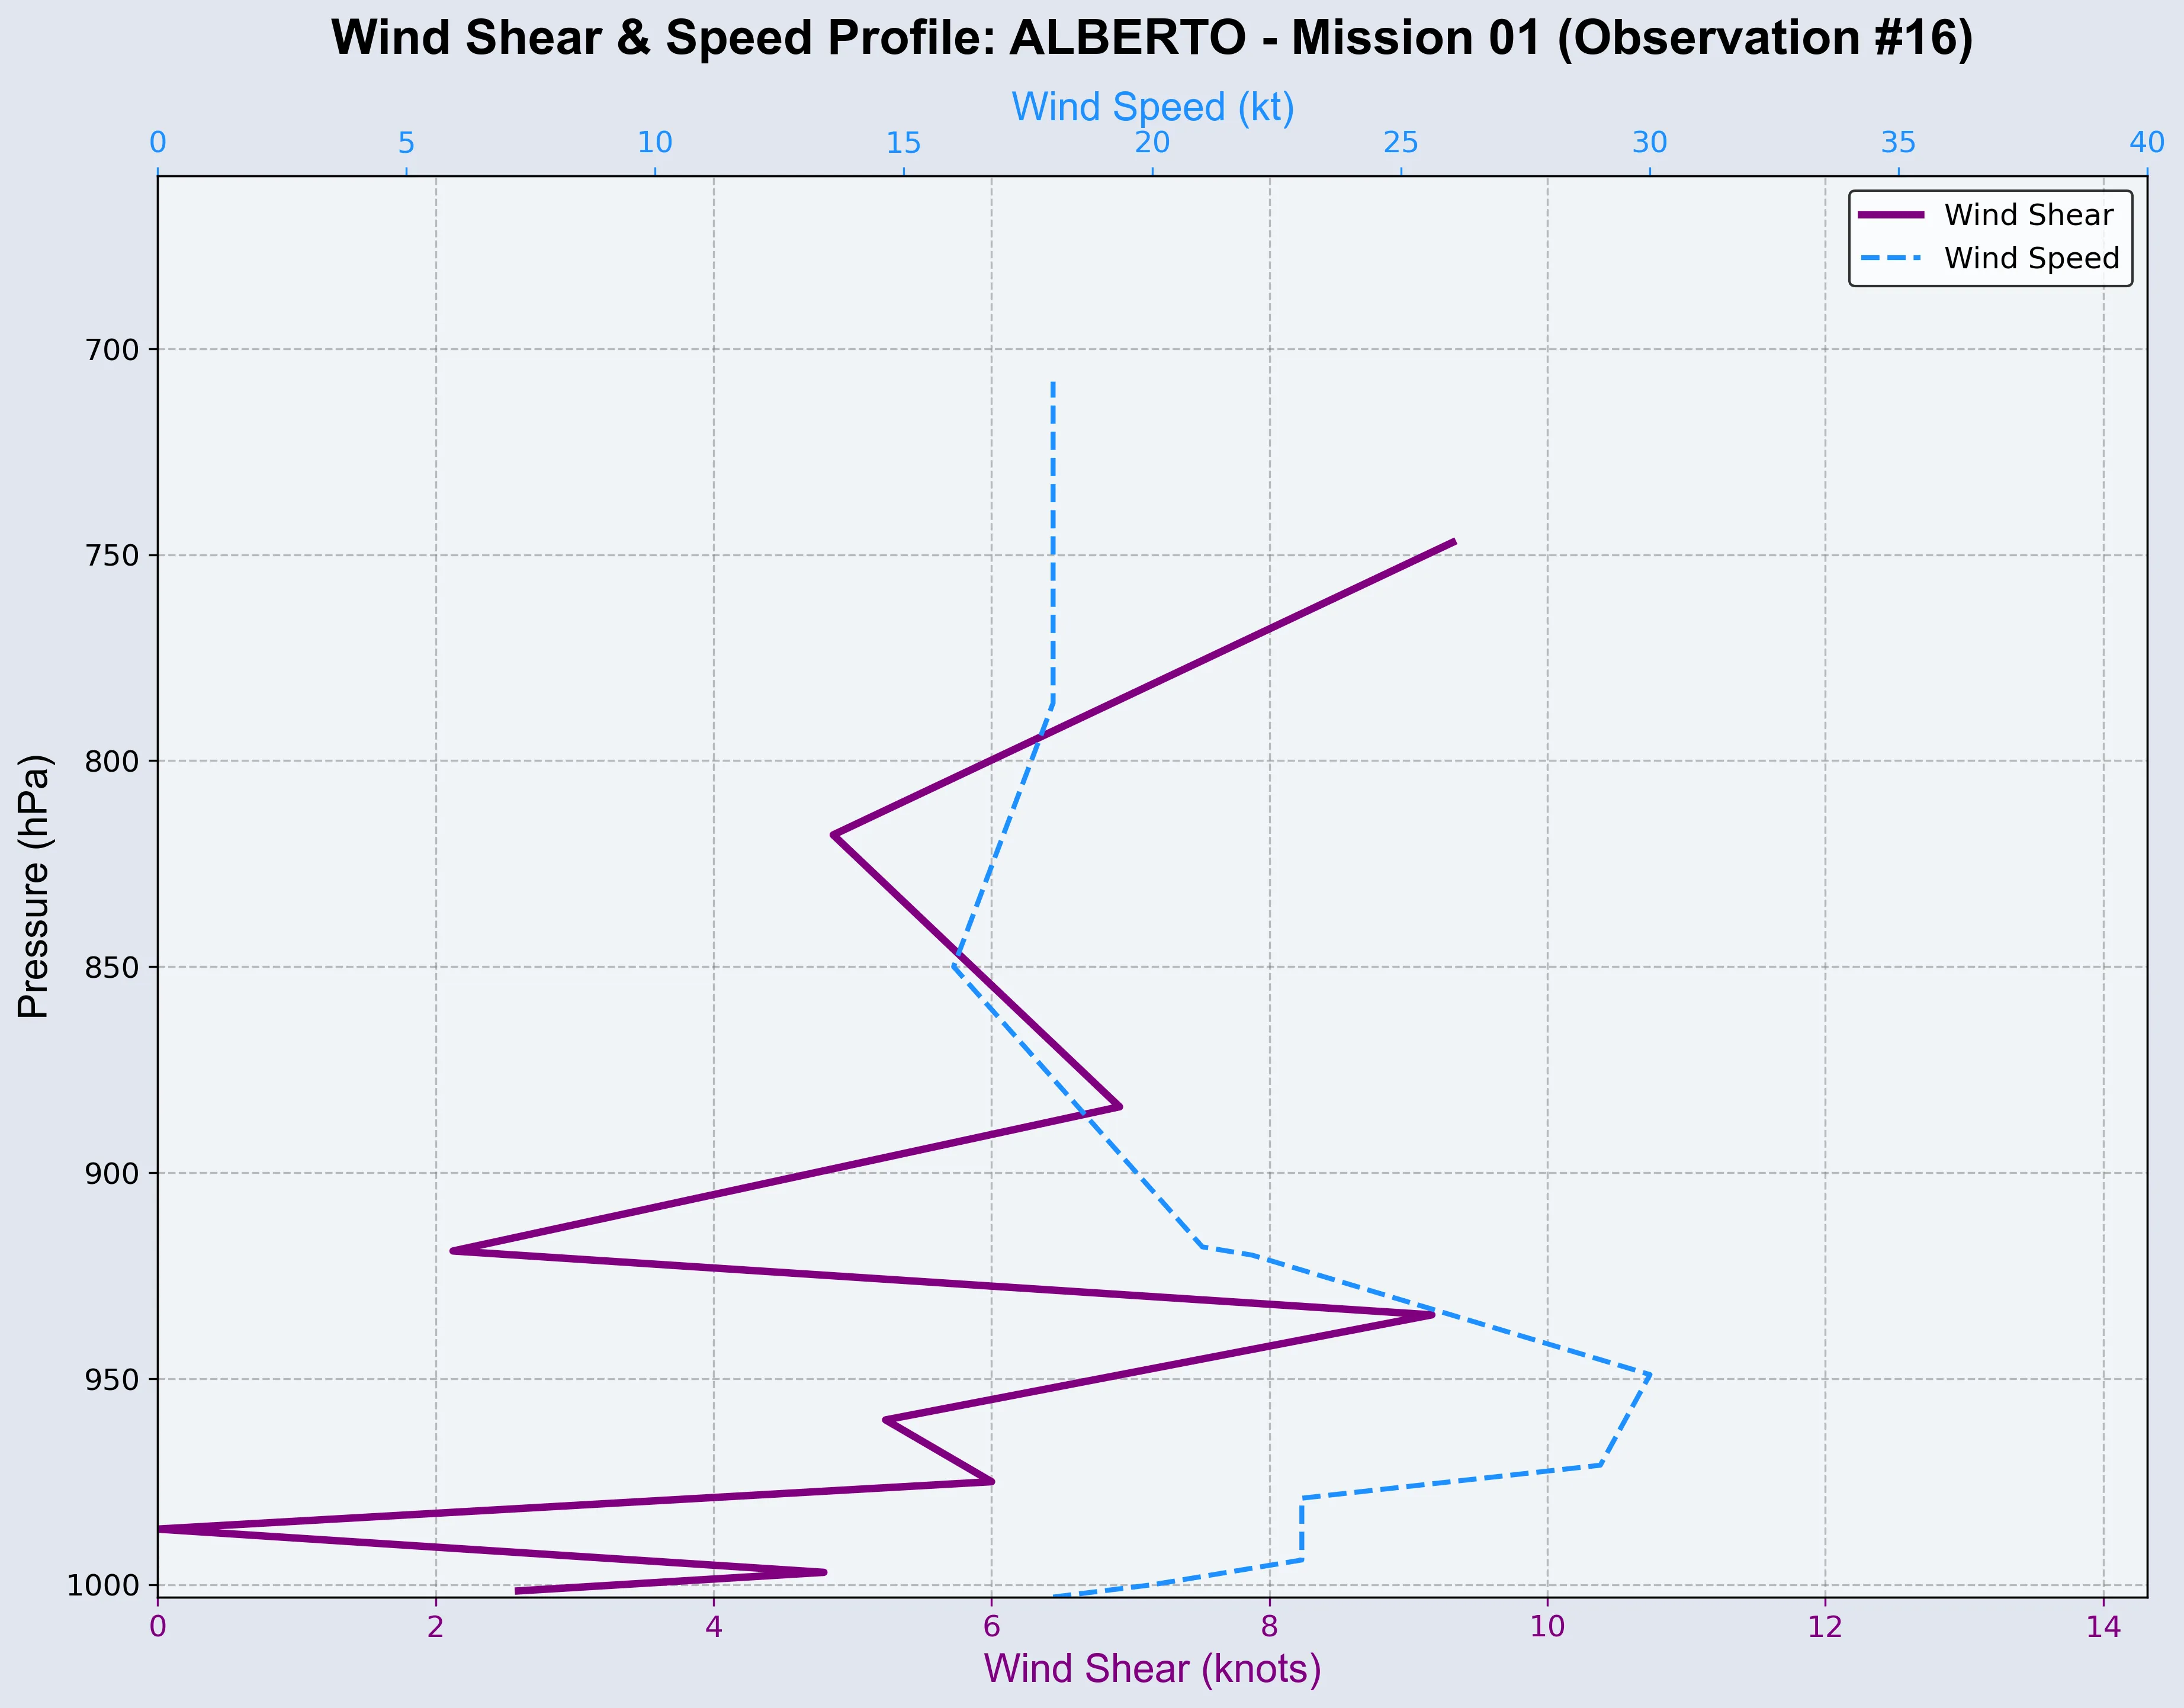 Wind Shear & Speed Profile: ALBERTO - Mission 01 (Observation #16)
Wind Speed (kt)
0 5 10 15 20 25 30 35 40
Wind Shear
Wind Speed
Pressure (hPa)
700
750
800
850
900
950
1000
0 2 4 6 8 10 12 14
Wind Shear (knots)